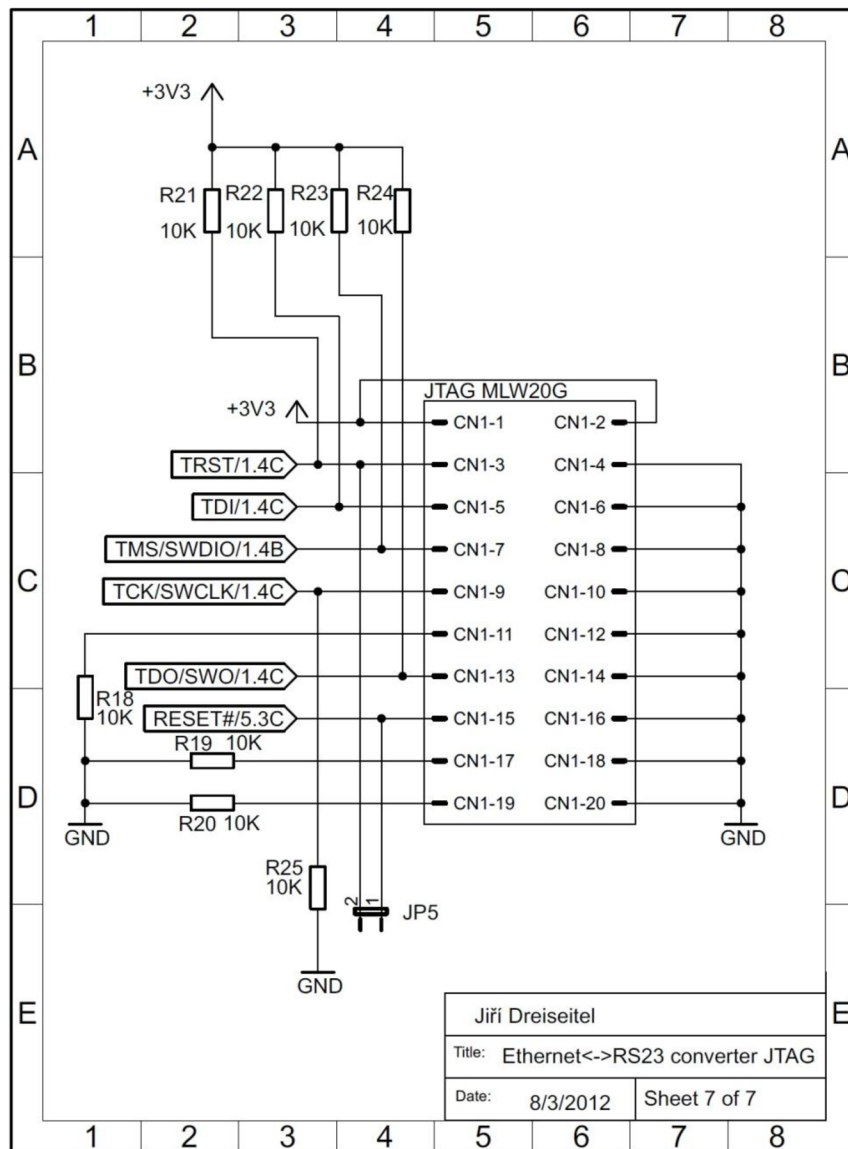 1 2 3 4 5 6 7 8
A A
+3V3
R21 R22 R23 R24
10K 10K 10K 10K
B B
JTAG MLW20G
+3V3 CN1-1 CN1-2
TRST/1.4C CN1-3 CN1-4
TDI/1.4C CN1-5 CN1-6
TMS/SWDIO/1.4B CN1-7 CN1-8
C C
TCK/SWCLK/1.4C CN1-9 CN1-10
CN1-11 CN1-12
TDO/SWO/1.4C CN1-13 CN1-14
R18
10K
RESET#/5.3C CN1-15 CN1-16
R19 10K
CN1-17 CN1-18
D D
CN1-19 CN1-20
R20 10K
GND GND
R25
10K
2 1
JP5
GND
E E
Jiří Dreiseitel
Title: Ethernet<->RS23 converter JTAG
Date: 8/3/2012 Sheet 7 of 7
1 2 3 4 5 6 7 8